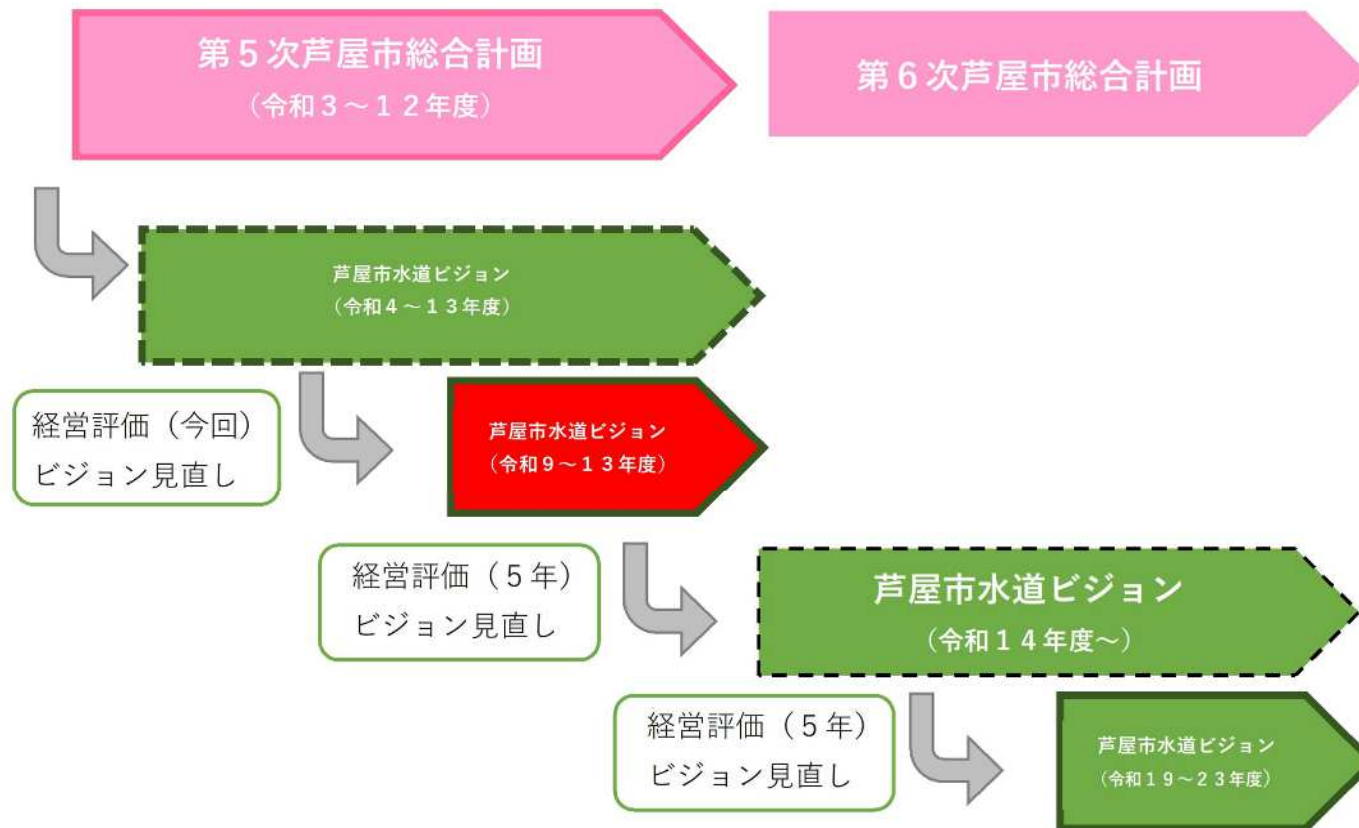 第５次芦屋市総合計画
（令和３～１２年度）
第６次芦屋市総合計画
芦屋市水道ビジョン
（令和４～１３年度）
経営評価（今回）
ビジョン見直し
芦屋市水道ビジョン
（令和９～１３年度）
経営評価（５年）
ビジョン見直し
芦屋市水道ビジョン
（令和１４年度～）
経営評価（５年）
ビジョン見直し
芦屋市水道ビジョン
（令和１９～２３年度）